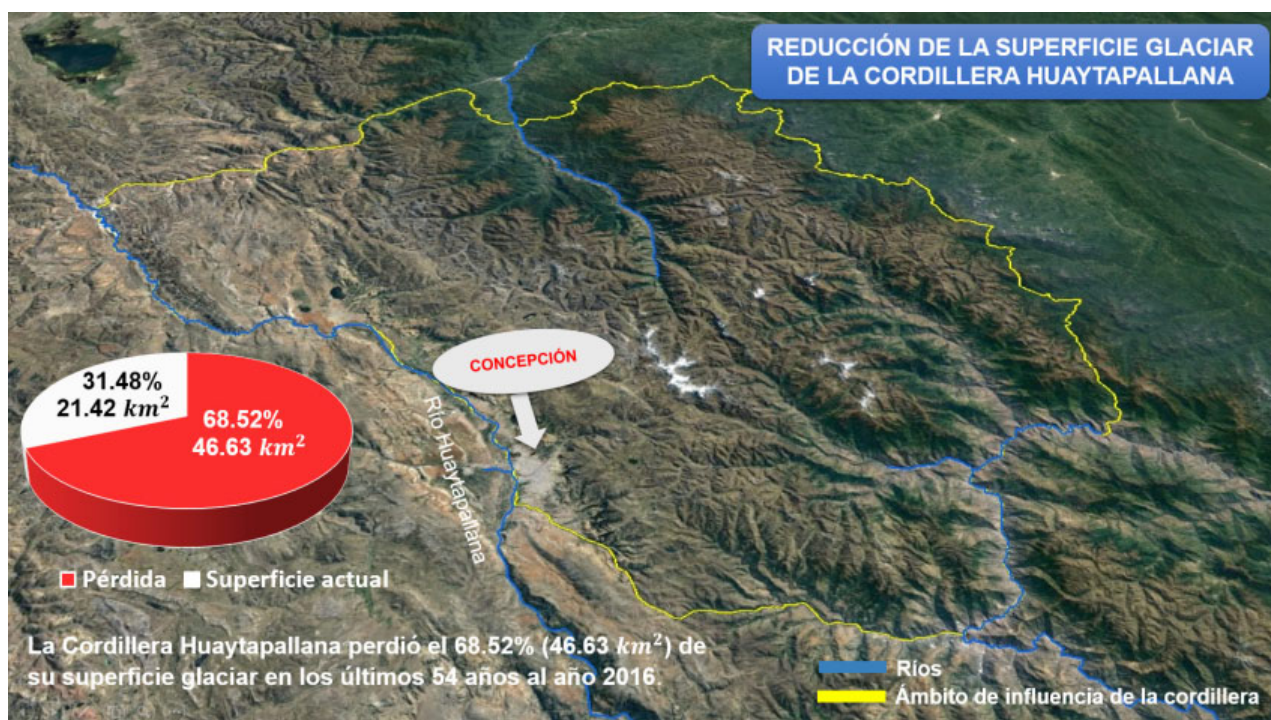 REDUCCIÓN DE LA SUPERFICIE GLACIAR
DE LA CORDILLERA HUAYTAPALLANA
CONCEPCIÓN
Río Huaytapallana
31.48%
21.42 km²
68.52%
46.63 km²
Pérdida
Superficie actual
La Cordillera Huaytapallana perdió el 68.52% (46.63 km²) de
su superficie glaciar en los últimos 54 años al año 2016.
Ríos
Ámbito de influencia de la cordillera